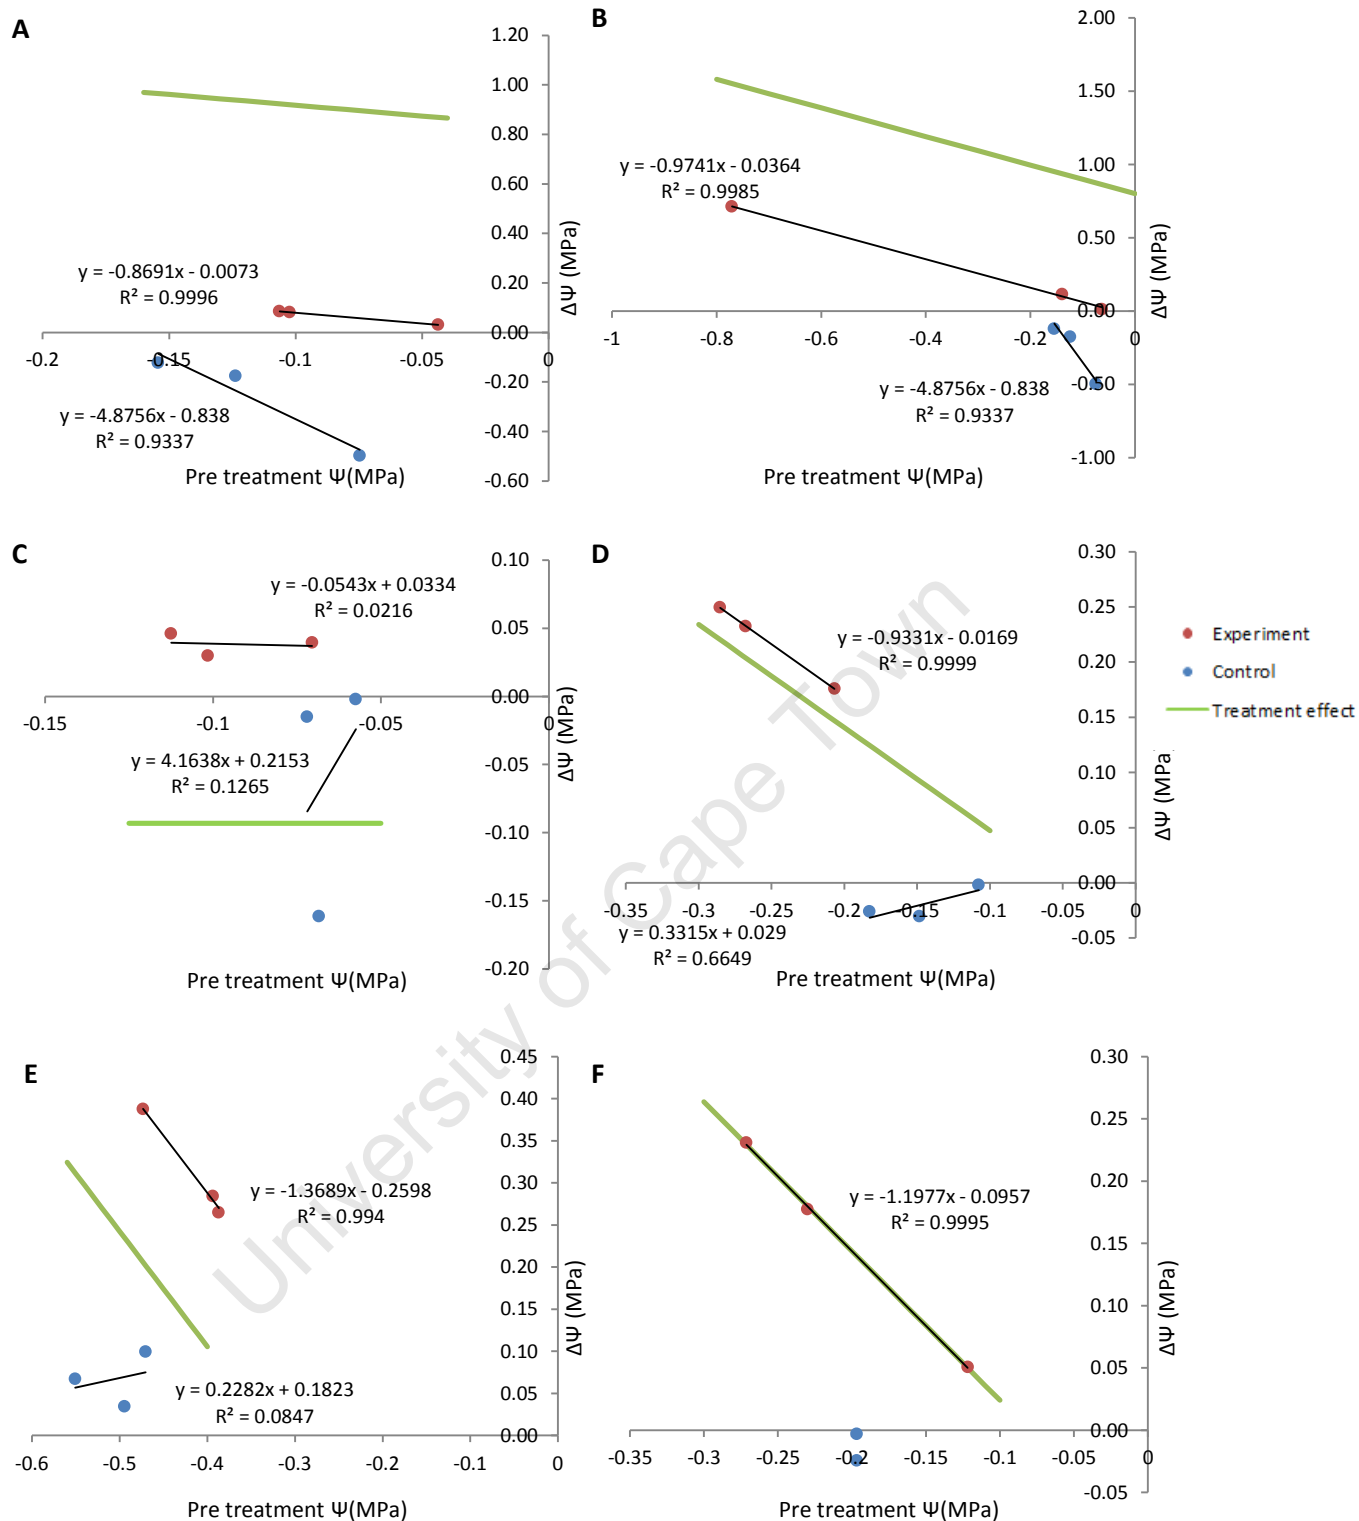 A
1.20
1.00
0.80
0.60
0.40
0.20
0.00
-0.20
-0.40
-0.60
y = -0.8691x - 0.0073
R² = 0.9996
-0.2
-0.15
-0.1
-0.05
0
y = -4.8756x - 0.838
R² = 0.9337
ΔΨ (MPa)
Pre treatment Ψ(MPa)
B
2.00
1.50
1.00
0.50
0.00
-0.50
-1.00
y = -0.9741x - 0.0364
R² = 0.9985
-1
-0.8
-0.6
-0.4
-0.2
0
y = -4.8756x - 0.838
R² = 0.9337
ΔΨ (MPa)
Pre treatment Ψ(MPa)
C
0.10
0.05
0.00
-0.05
-0.10
-0.15
-0.20
y = -0.0543x + 0.0334
R² = 0.0216
-0.15
-0.1
-0.05
0
y = 4.1638x + 0.2153
R² = 0.1265
ΔΨ (MPa)
Pre treatment Ψ(MPa)
D
0.30
0.25
0.20
0.15
0.10
0.05
0.00
-0.05
y = -0.9331x - 0.0169
R² = 0.9999
-0.35
-0.3
-0.25
-0.2
-0.15
-0.1
-0.05
0
y = 0.3315x + 0.029
R² = 0.6649
ΔΨ (MPa
Pre treatment Ψ(MPa)
Experiment
Control
Treatment effect
E
0.45
0.40
0.35
0.30
0.25
0.20
0.15
0.10
0.05
0.00
y = -1.3689x - 0.2598
R² = 0.994
y = 0.2282x + 0.1823
R² = 0.0847
-0.6
-0.5
-0.4
-0.3
-0.2
-0.1
0
ΔΨ (MPa)
Pre treatment Ψ(MPa)
F
0.30
0.25
0.20
0.15
0.10
0.05
0.00
-0.05
y = -1.1977x - 0.0957
R² = 0.9995
-0.35
-0.3
-0.25
-0.2
-0.15
-0.1
-0.05
0
ΔΨ (MPa)
Pre treatment Ψ(MPa)
University of Cape Town